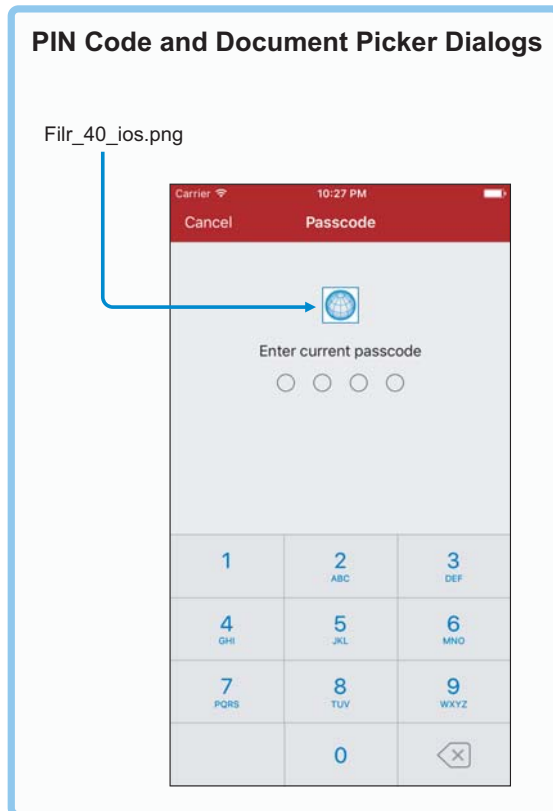 PIN Code and Document Picker Dialogs
Filr_40_ios.png
Carrier 10:27 PM
Cancel Passcode
Enter current passcode
1 2 3
ABC DEF
4 5 6
GHI JKL MNO
7 8 9
PQRS TUV WXYZ
0